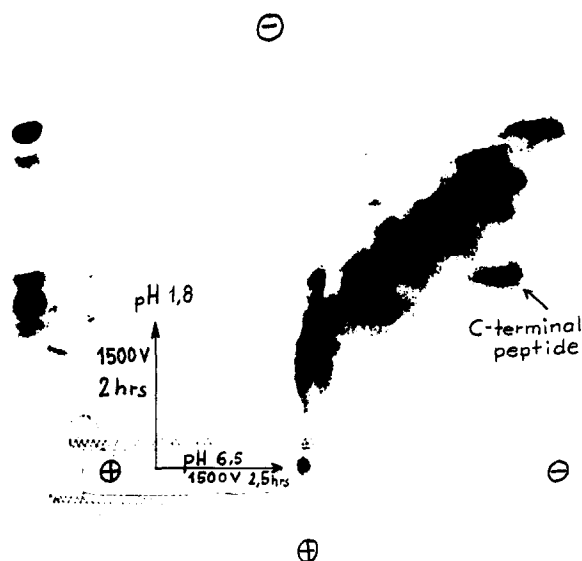 ⊖
pH 1,8
1500V
2 hrs
C-terminal
peptide
pH 6,5
1500V 2,5hrs
⊕
⊖
⊕